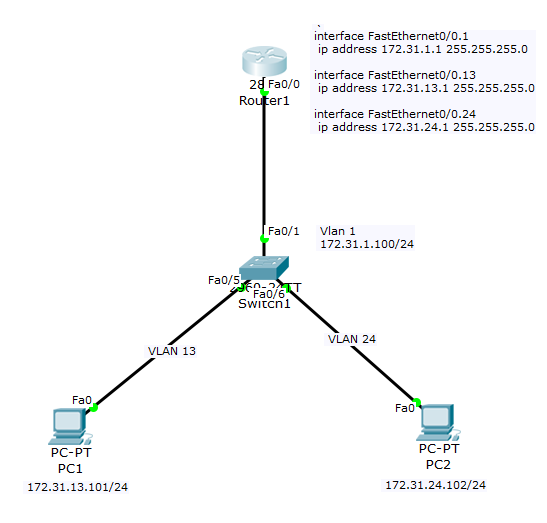 interface FastEthernet0/0.1
ip address 172.31.1.1 255.255.255.0
interface FastEthernet0/0.13
ip address 172.31.13.1 255.255.255.0
interface FastEthernet0/0.24
ip address 172.31.24.1 255.255.255.0
Fa0/0
Router1
Fa0/1
Vlan 1
172.31.1.100/24
Fa0/5
Fa0/6
Switch1
VLAN 13
VLAN 24
Fa0
Fa0
PC-PT
PC1
172.31.13.101/24
PC-PT
PC2
172.31.24.102/24